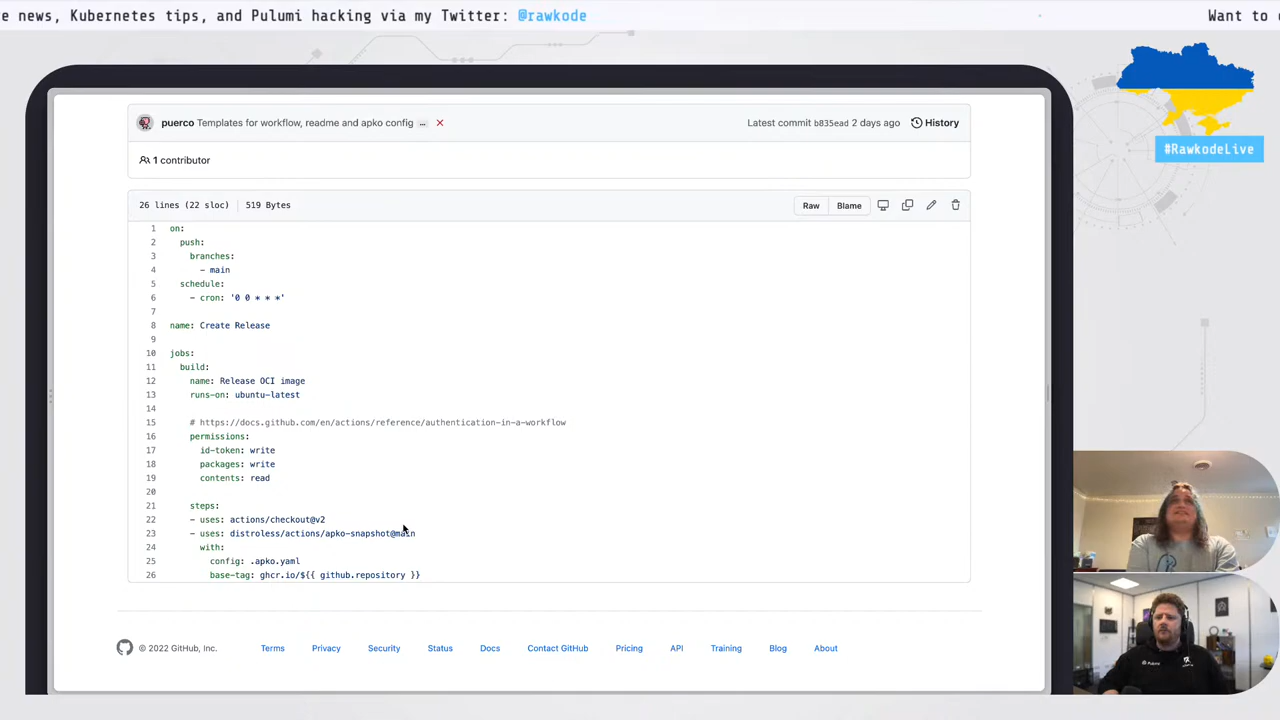 e news, Kubernetes tips, and Pulumi hacking via my Twitter: @rawkode
Want to
#RawkodeLive
puerco Templates for workflow, readme and apko config ...
Latest commit b835ead 2 days ago
History
1 contributor
26 lines (22 sloc) 519 Bytes
Raw
Blame
1 on:
2 push:
3 branches:
4 - main
5 schedule:
6 - cron: '0 0 * * *'
7
8 name: Create Release
9
10 jobs:
11 build:
12 name: Release OCI image
13 runs-on: ubuntu-latest
14
15 # https://docs.github.com/en/actions/reference/authentication-in-a-workflow
16 permissions:
17 id-token: write
18 packages: write
19 contents: read
20
21 steps:
22 - uses: actions/checkout@v2
23 - uses: distroless/actions/apko-snapshot@main
24 with:
25 config: .apko.yaml
26 base-tag: ghcr.io/${{ github.repository }}
© 2022 GitHub, Inc.
Terms
Privacy
Security
Status
Docs
Contact GitHub
Pricing
API
Training
Blog
About